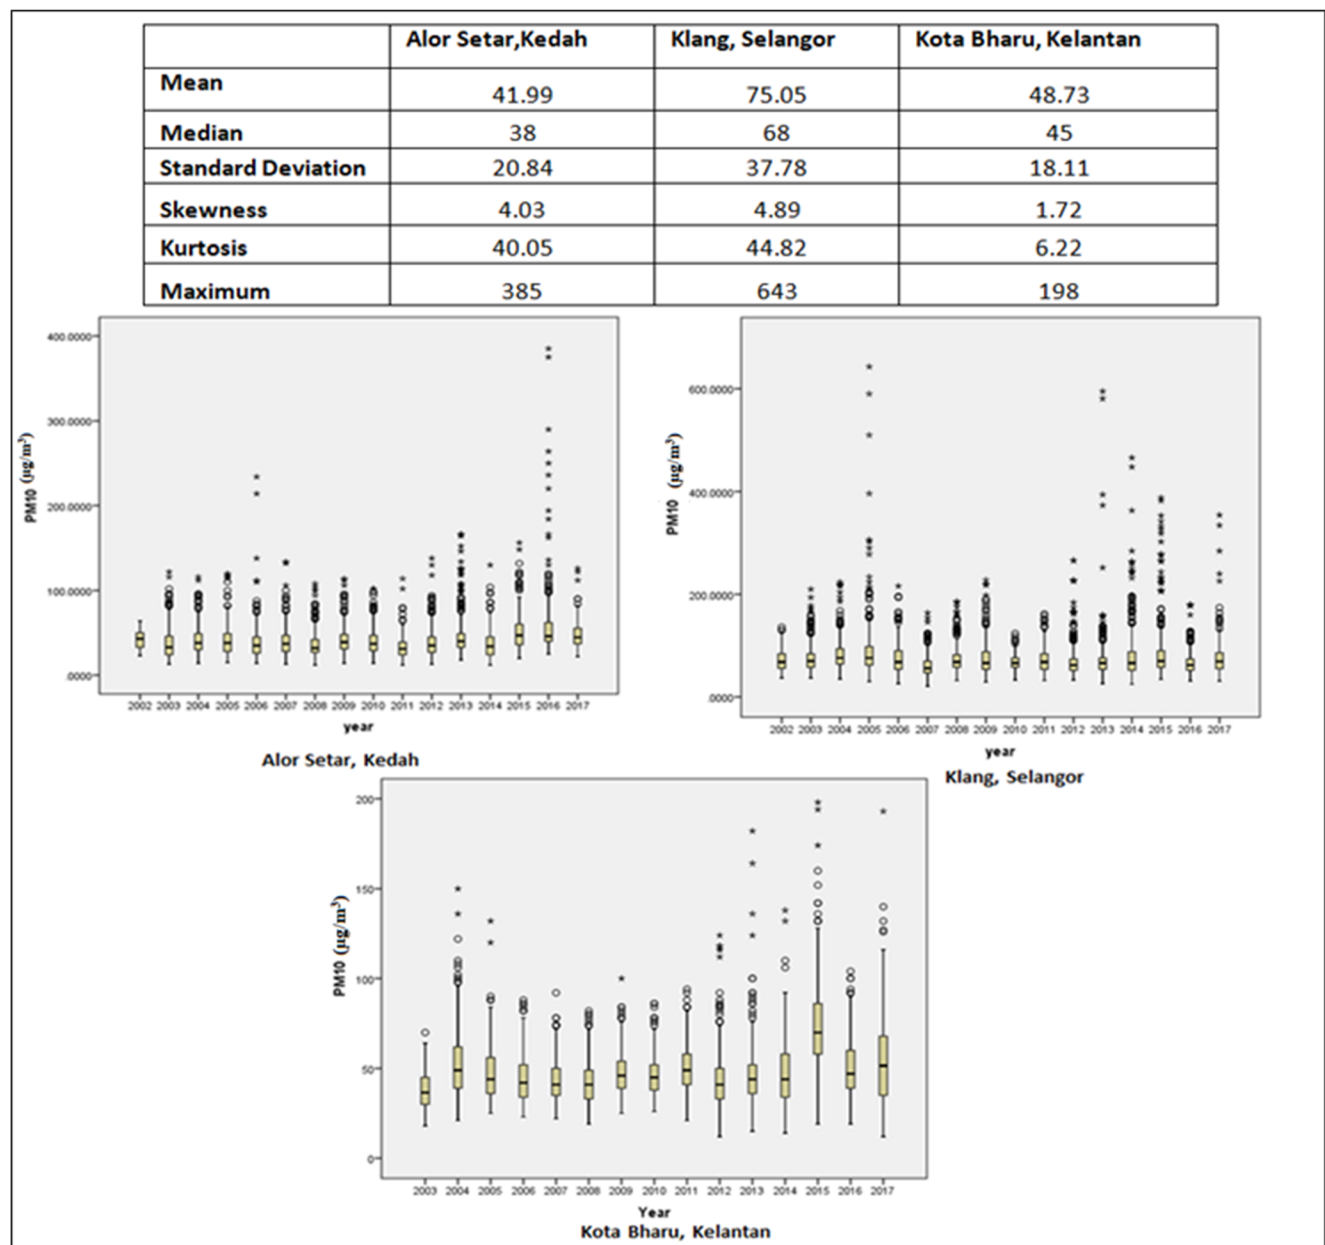 Alor Setar,Kedah Klang, Selangor Kota Bharu, Kelantan
Mean 41.99 75.05 48.73
Median 38 68 45
Standard Deviation 20.84 37.78 18.11
Skewness 4.03 4.89 1.72
Kurtosis 40.05 44.82 6.22
Maximum 385 643 198
PM10 (µg/m³)
400.0000
300.0000
200.0000
100.0000
.0000
2002 2003 2004 2005 2006 2007 2008 2009 2010 2011 2012 2013 2014 2015 2016 2017
year
Alor Setar, Kedah
PM10 (µg/m³)
600.0000
400.0000
200.0000
.0000
2002 2003 2004 2005 2006 2007 2008 2009 2010 2011 2012 2013 2014 2015 2016 2017
year
Klang, Selangor
PM10 (µg/m³)
200
150
100
50
0
2003 2004 2005 2006 2007 2008 2009 2010 2011 2012 2013 2014 2015 2016 2017
Year
Kota Bharu, Kelantan